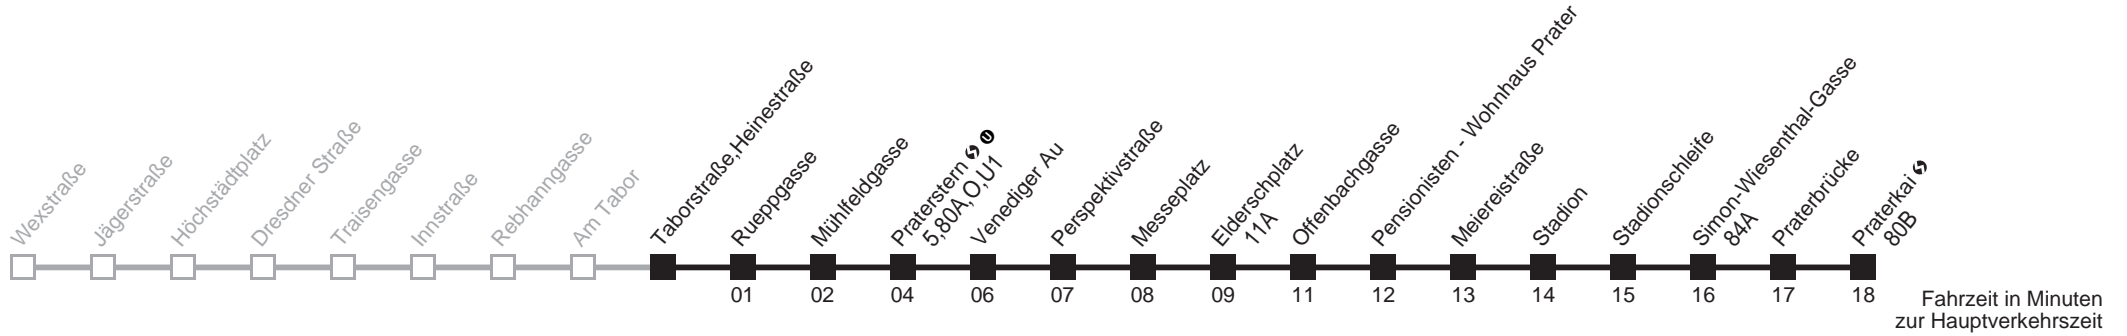 Wexstraße
Jägerstraße
Höchstädtplatz
Dresdner Straße
Traisengasse
Innstraße
Rebhanngasse
Am Tabor
Taborstraße,Heinestraße
Rueppgasse
Mühlfeldgasse
Praterstern S U
5,80A,O,U1
Venediger Au
Perspektivstraße
Messeplatz
Elderschplatz
11A
Offenbachgasse
Pensionisten - Wohnhaus Prater
Meiereistraße
Stadion
Stadionschleife
Simon-Wiesenthal-Gasse
84A
Praterbrücke
Praterkai S
80B
01 02 04 06 07 08 09 11 12 13 14 15 16 17 18
Fahrzeit in Minuten
zur Hauptverkehrszeit